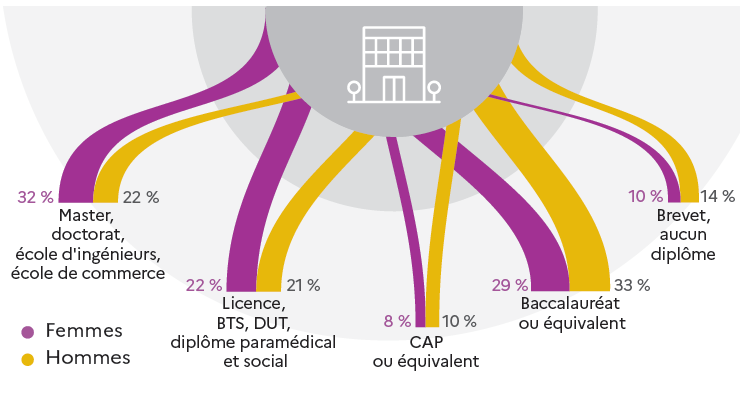 32 %
22 %
Master,
doctorat,
école d'ingénieurs,
école de commerce
22 %
21 %
Licence,
BTS, DUT,
diplôme paramédical
et social
8 %
10 %
CAP
ou équivalent
29 %
33 %
Baccalauréat
ou équivalent
10 %
14 %
Brevet,
aucun
diplôme
Femmes
Hommes